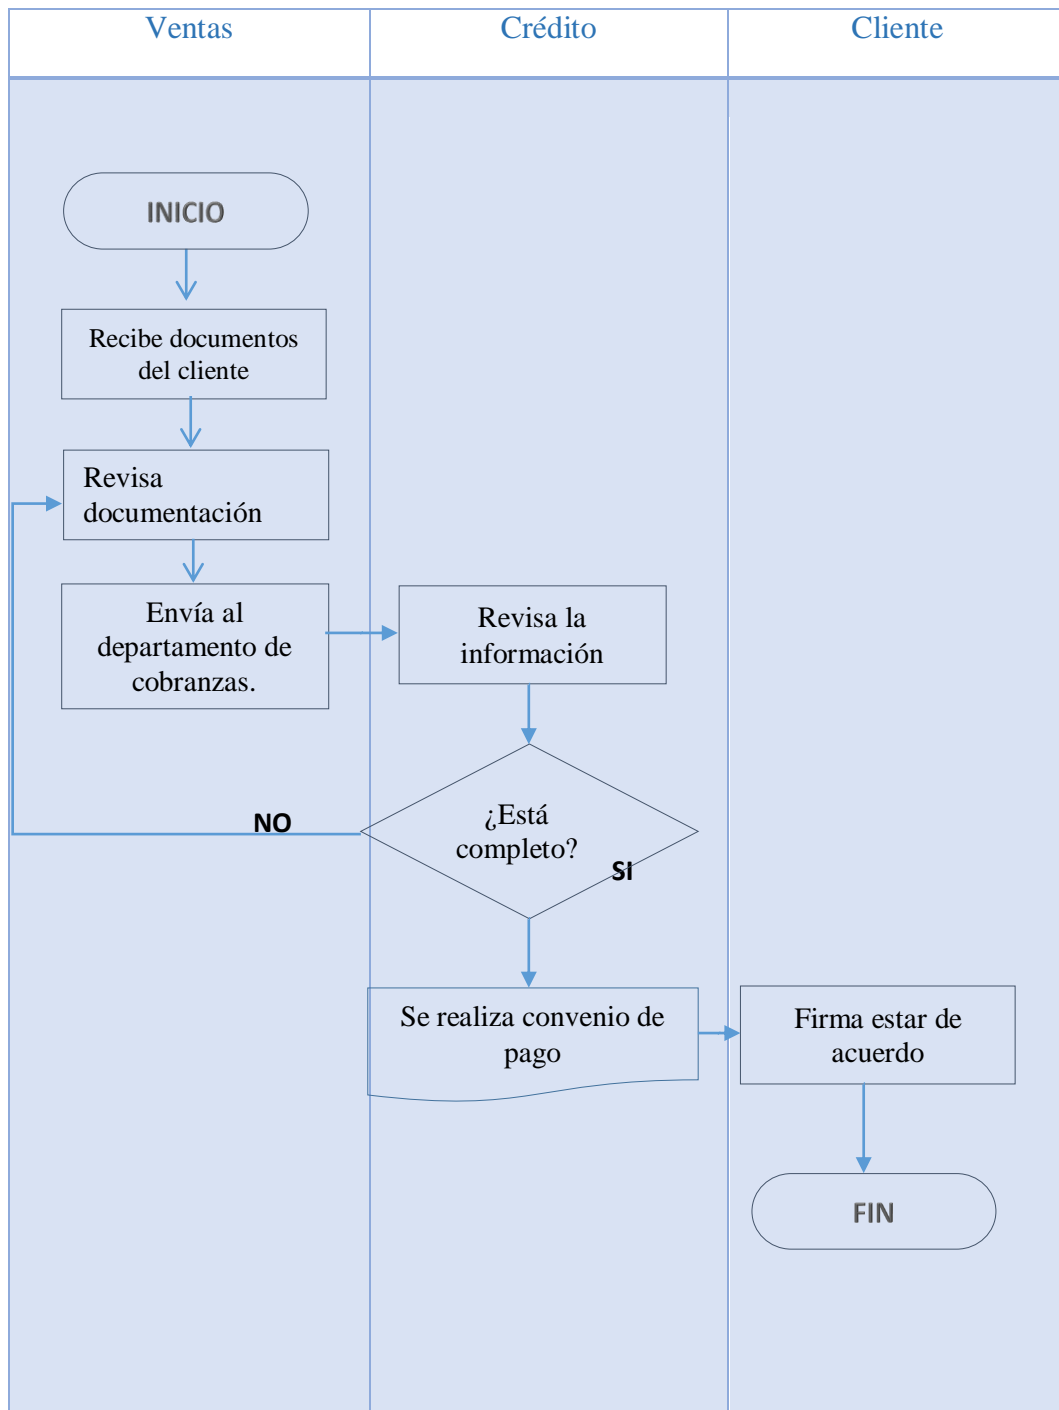 Ventas
Crédito
Cliente
INICIO
Recibe documentos
del cliente
Revisa
documentación
Envía al
departamento de
cobranzas.
Revisa la
información
¿Está
completo?
NO
SI
Se realiza convenio de
pago
Firma estar de
acuerdo
FIN